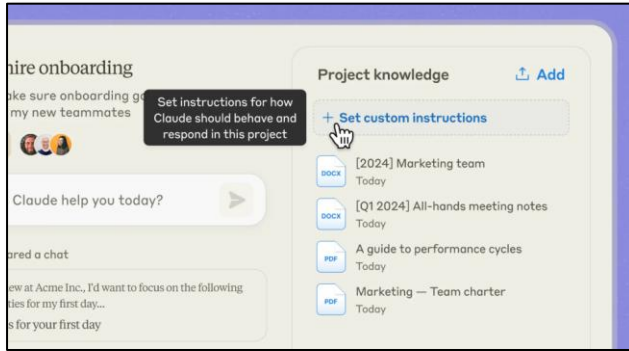 hire onboarding
ake sure onboarding go
my new teammates
Set instructions for how
Claude should behave and
respond in this project
Claude help you today?
ared a chat
ew at Acme Inc., I'd want to focus on the following
ties for my first day...
s for your first day
Project knowledge
Add
+ Set custom instructions
DOCX
[2024] Marketing team
Today
DOCX
[Q1 2024] All-hands meeting notes
Today
PDF
A guide to performance cycles
Today
PDF
Marketing — Team charter
Today